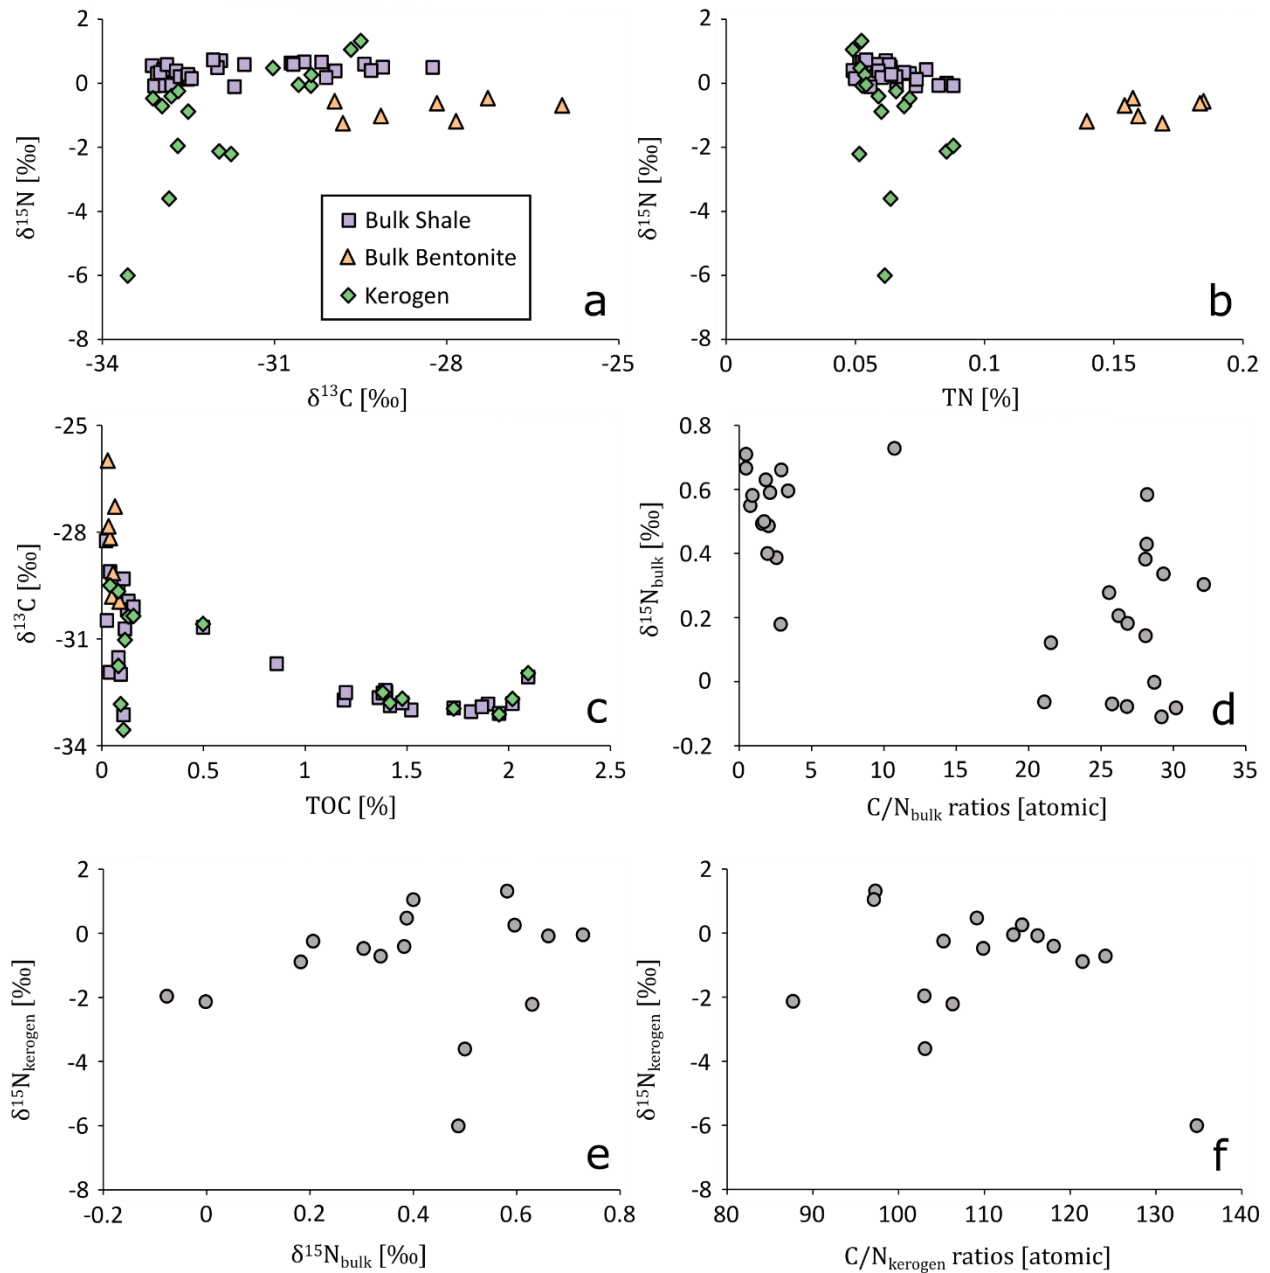 2
0
-2
-4
-6
-8
δ¹⁵N [‰]
Bulk Shale
Bulk Bentonite
Kerogen
a
-34 -31 -28 -25
δ¹³C [‰]
2
0
-2
-4
-6
-8
δ¹⁵N [‰]
b
0 0.05 0.1 0.15 0.2
TN [%]
-25
-28
-31
-34
δ¹³C [‰]
c
0 0.5 1 1.5 2 2.5
TOC [%]
0.8
0.6
0.4
0.2
0
-0.2
δ¹⁵Nbulk [‰]
d
0 5 10 15 20 25 30 35
C/Nbulk ratios [atomic]
2
0
-2
-4
-6
-8
δ¹⁵Nkerogen [‰]
e
-0.2 0 0.2 0.4 0.6 0.8
δ¹⁵Nbulk [‰]
2
0
-2
-4
-6
-8
δ¹⁵Nkerogen [‰]
f
80 90 100 110 120 130 140
C/Nkerogen ratios [atomic]